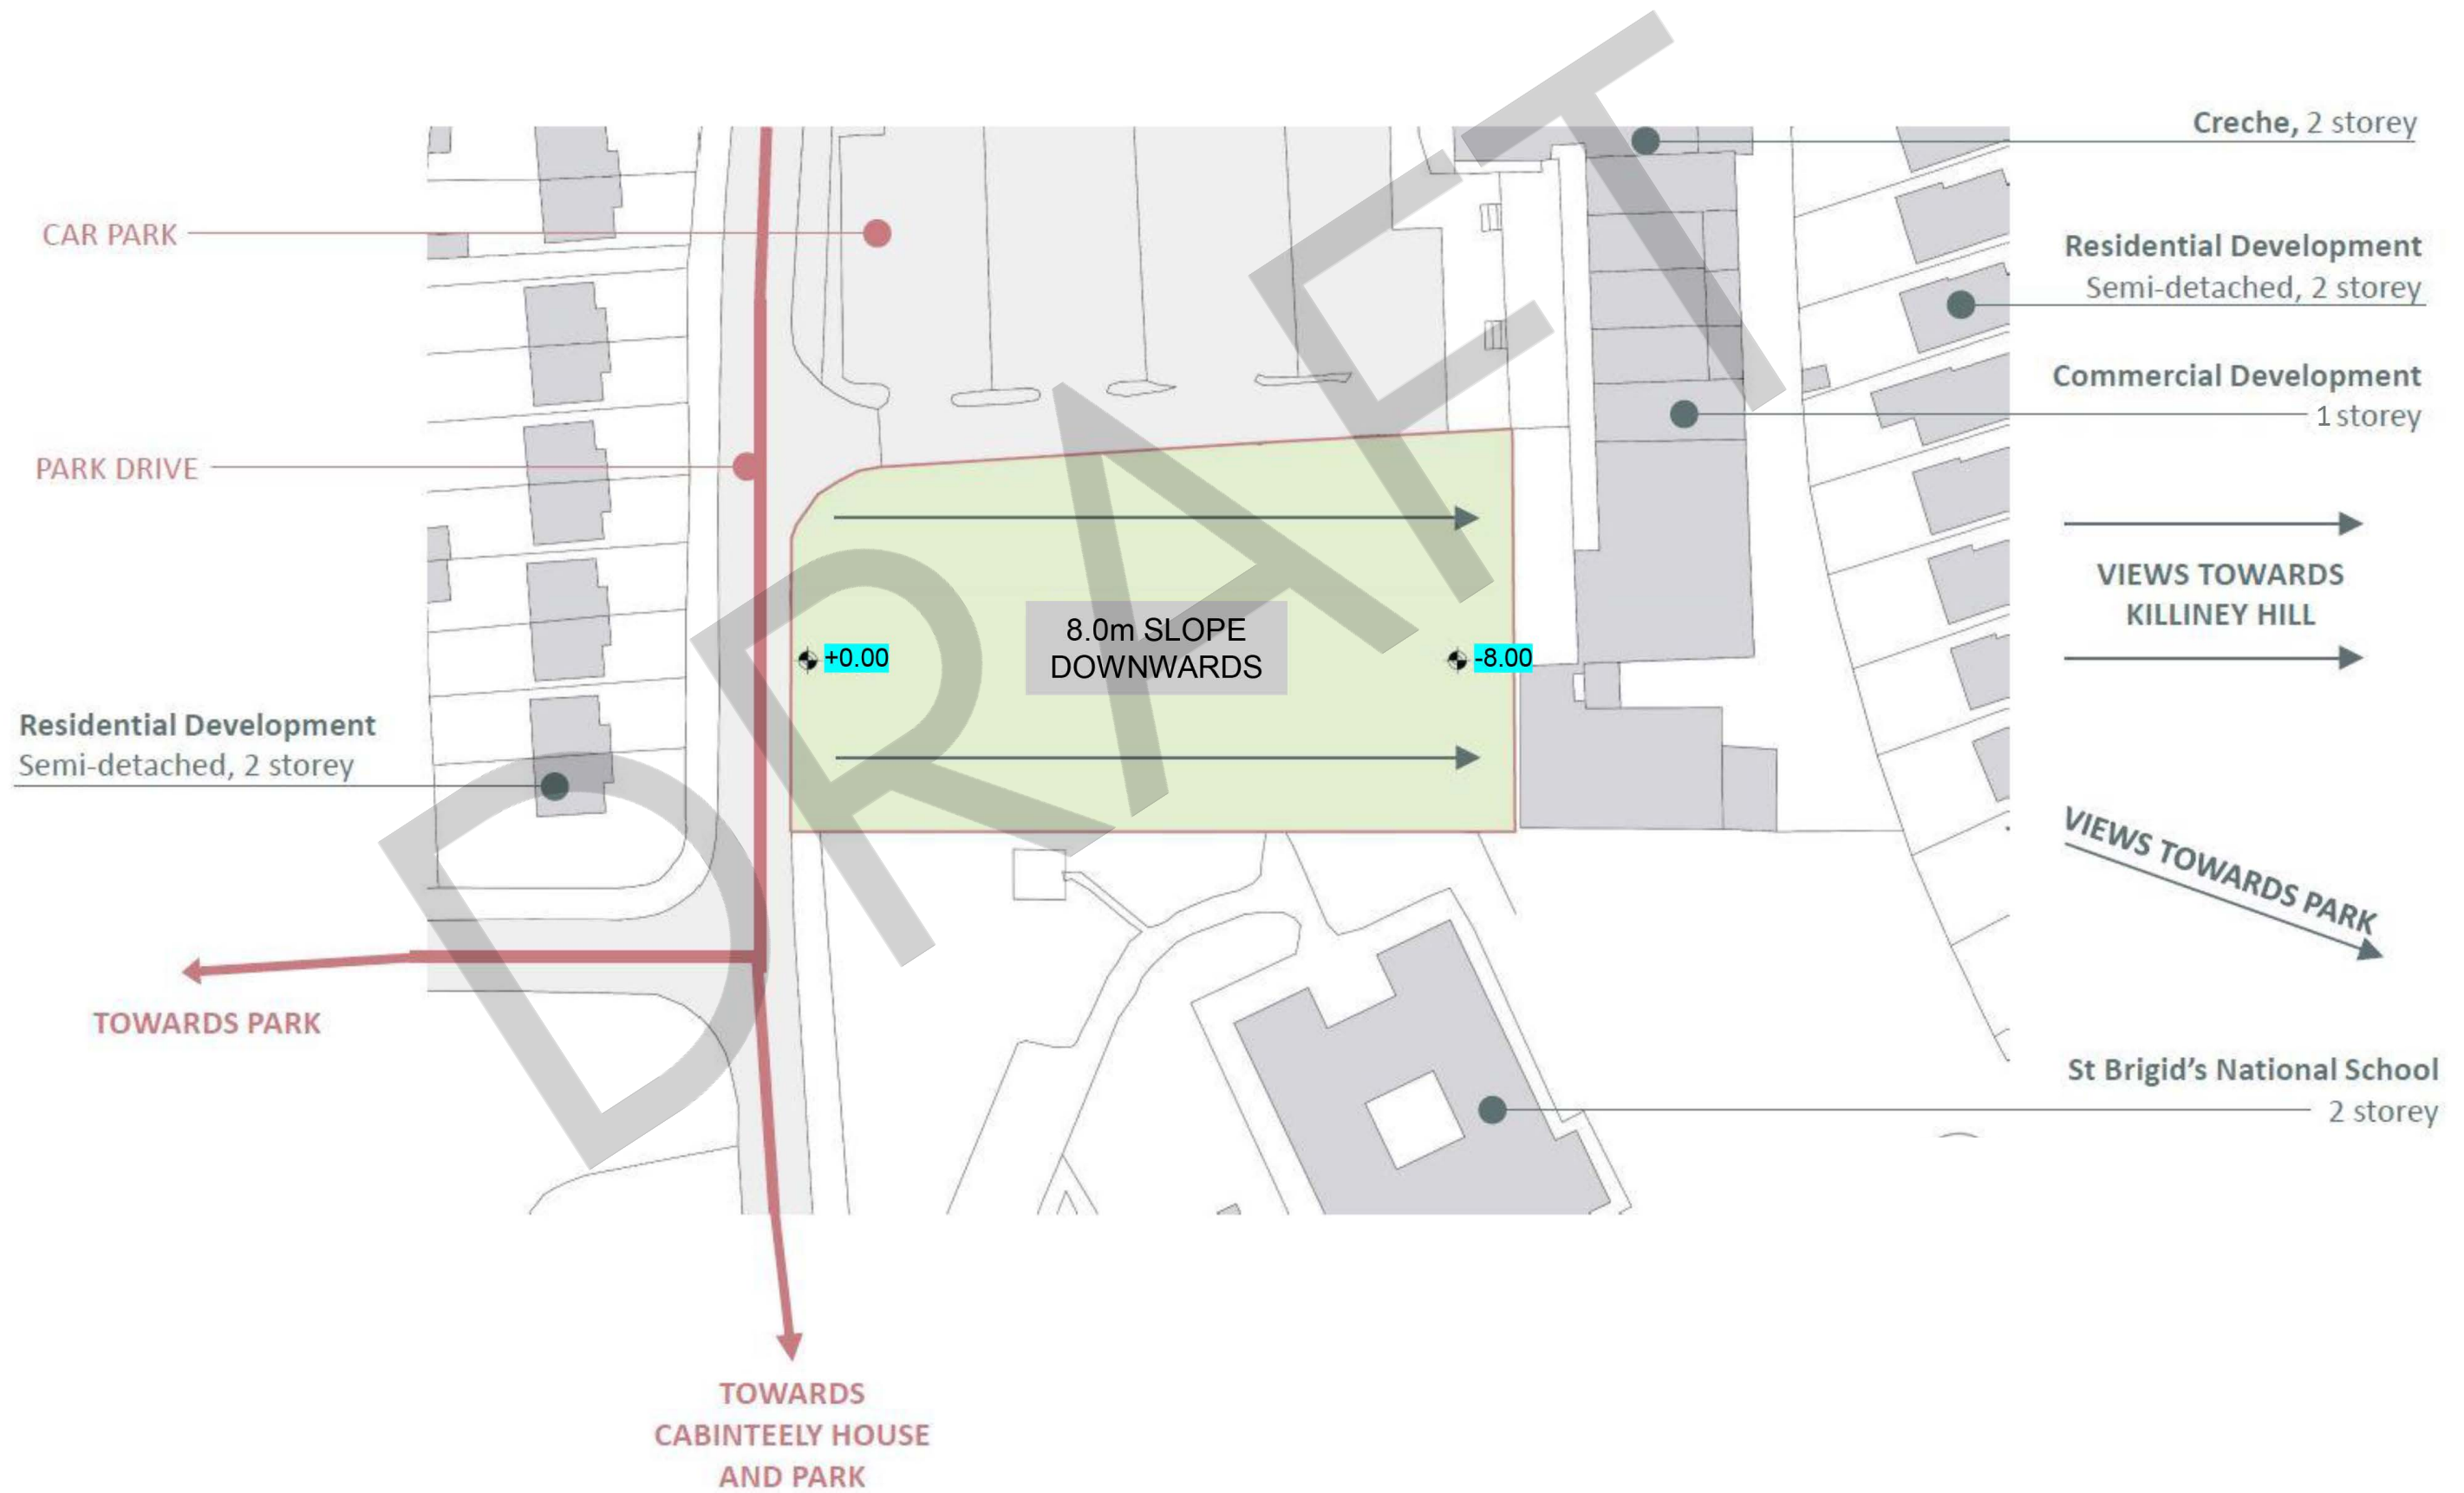 Creche, 2 storey
CAR PARK
Residential Development
Semi-detached, 2 storey
Commercial Development
1 storey
PARK DRIVE
VIEWS TOWARDS
KILLINEY HILL
8.0m SLOPE
DOWNWARDS
+0.00
-8.00
Residential Development
Semi-detached, 2 storey
VIEWS TOWARDS PARK
TOWARDS PARK
St Brigid's National School
2 storey
TOWARDS
CABINTEELY HOUSE
AND PARK
DRAFT